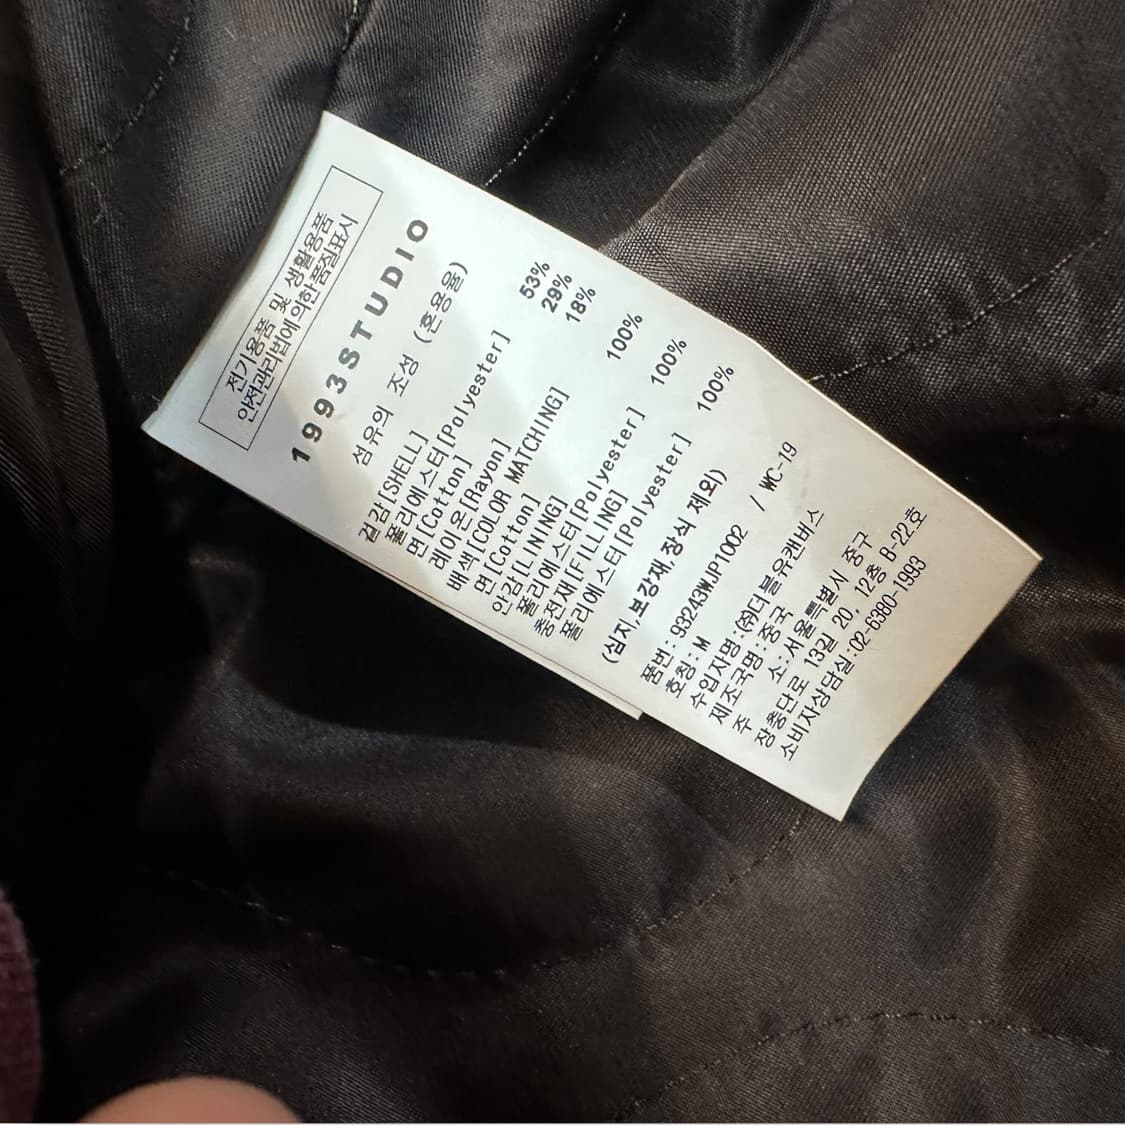 전기용품 및 생활용품
안전관리법에 의한 품질표시
1993STUDIO
섬유의 조성 (혼용율)
겉감[SHELL]
폴리에스터[Polyester] 53%
면[Cotton] 29%
레이온[Rayon] 18%
배색[COLOR MATCHING]
면[Cotton] 100%
안감[LINING]
폴리에스터[Polyester] 100%
충전재[FILLING]
폴리에스터[Polyester] 100%
(심지,보강재,장식 제외)
품번: 93243WJP1002 / WC-19
호칭: M
수입자명:(주)더블유캔버스
제조국명:중국
주 소:서울특별시 중구
장충단로 13길 20, 12층 B-22호
소비자상담실:02-6380-1993